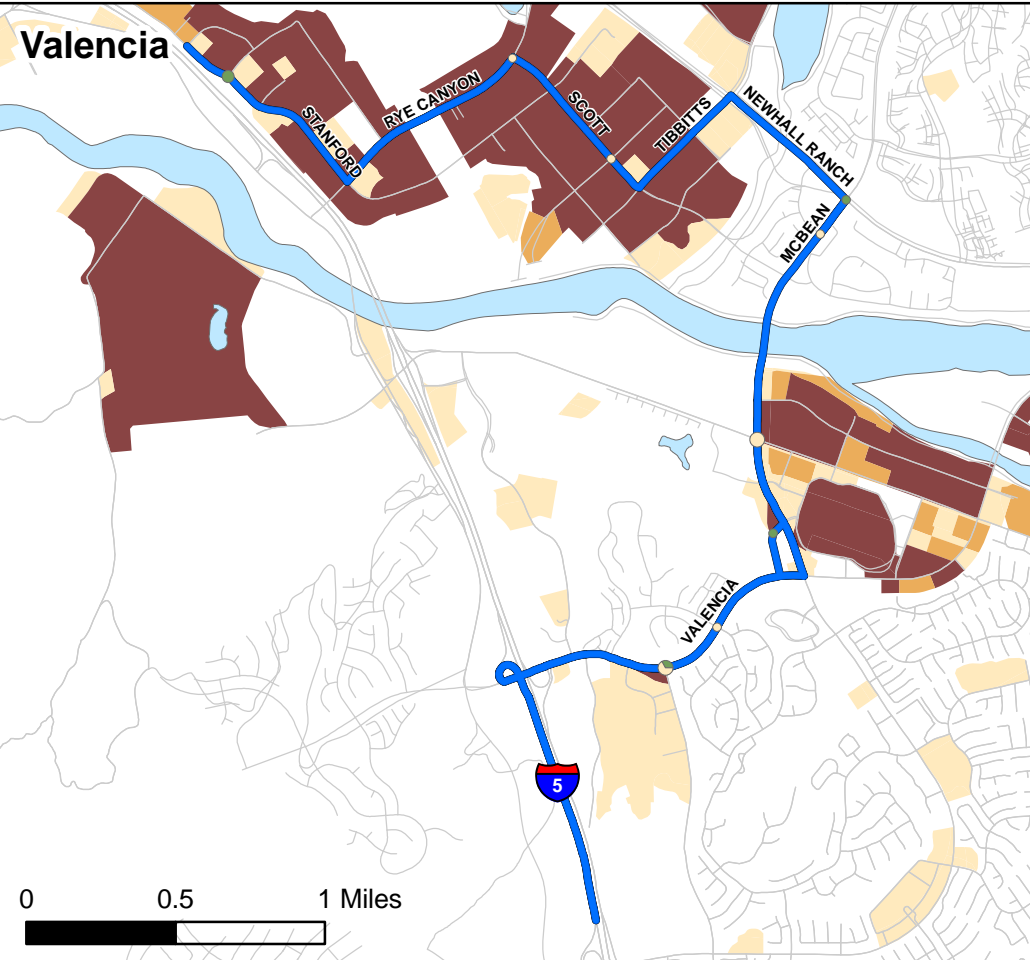 Valencia
STANFORD
RYE CANYON
SCOTT
TIBBITTS
NEWHALL RANCH
MCBEAN
VALENCIA
5
0 0.5 1 Miles